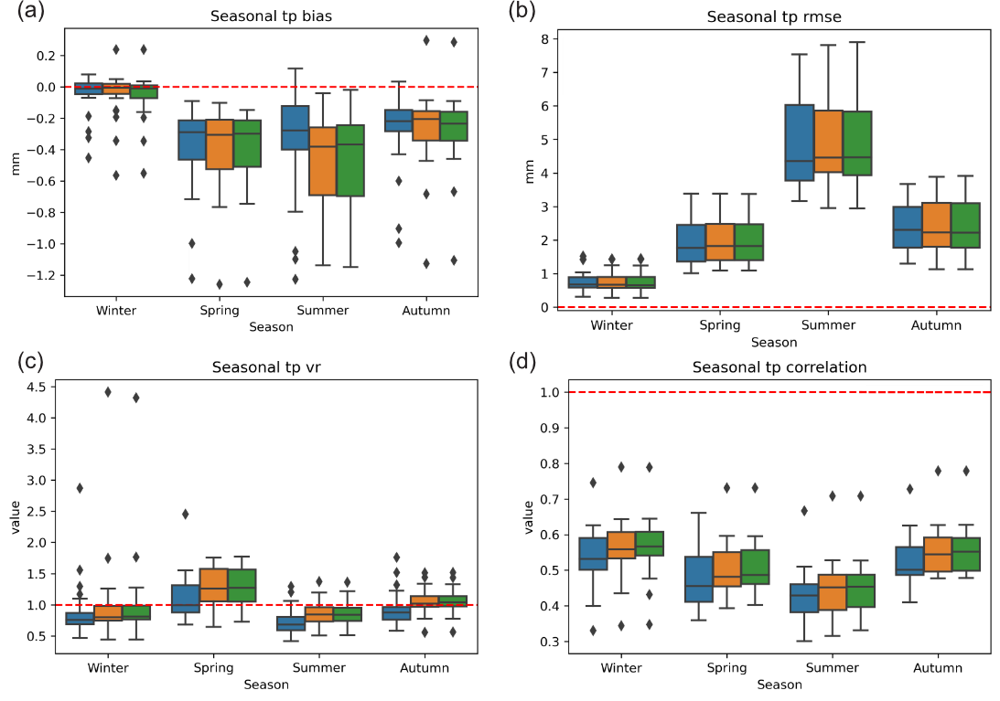 (a)
Seasonal tp bias
mm
0.2
0.0
−0.2
−0.4
−0.6
−0.8
−1.0
−1.2
Winter Spring Summer Autumn
Season
(b)
Seasonal tp rmse
mm
8
7
6
5
4
3
2
1
0
Winter Spring Summer Autumn
Season
(c)
Seasonal tp vr
value
4.5
4.0
3.5
3.0
2.5
2.0
1.5
1.0
0.5
Winter Spring Summer Autumn
Season
(d)
Seasonal tp correlation
value
1.0
0.9
0.8
0.7
0.6
0.5
0.4
0.3
Winter Spring Summer Autumn
Season